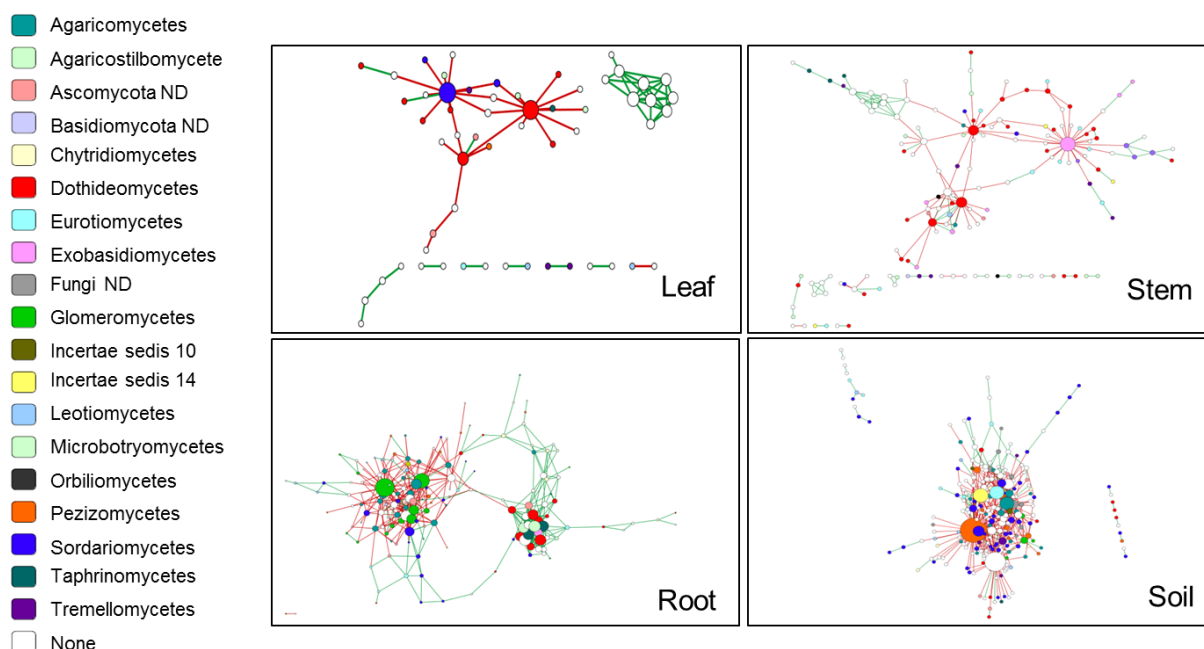 Agaricomycetes
Agaricostilbomycete
Ascomycota ND
Basidiomycota ND
Chytridiomycetes
Dothideomycetes
Eurotiomycetes
Exobasidiomycetes
Fungi ND
Glomeromycetes
Incertae sedis 10
Incertae sedis 14
Leotiomycetes
Microbotryomycetes
Orbiliomycetes
Pezizomycetes
Sordariomycetes
Taphrinomycetes
Tremellomycetes
None
Leaf
Stem
Root
Soil